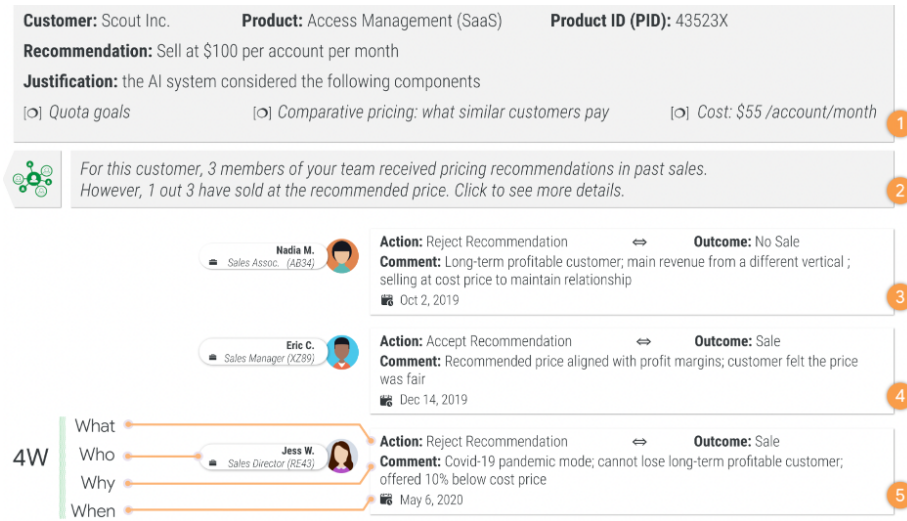 Customer: Scout Inc. Product: Access Management (SaaS) Product ID (PID): 43523X
Recommendation: Sell at $100 per account per month
Justification: the AI system considered the following components
Quota goals Comparative pricing: what similar customers pay Cost: $55 /account/month
1
For this customer, 3 members of your team received pricing recommendations in past sales.
However, 1 out 3 have sold at the recommended price. Click to see more details.
2
Nadia M.
Sales Assoc. (AB34)
Action: Reject Recommendation ⇔ Outcome: No Sale
Comment: Long-term profitable customer; main revenue from a different vertical ;
selling at cost price to maintain relationship
Oct 2, 2019
3
Eric C.
Sales Manager (XZ89)
Action: Accept Recommendation ⇔ Outcome: Sale
Comment: Recommended price aligned with profit margins; customer felt the price
was fair
Dec 14, 2019
4
4W
What
Who
Why
When
Jess W.
Sales Director (RE43)
Action: Reject Recommendation ⇔ Outcome: Sale
Comment: Covid-19 pandemic mode; cannot lose long-term profitable customer;
offered 10% below cost price
May 6, 2020
5